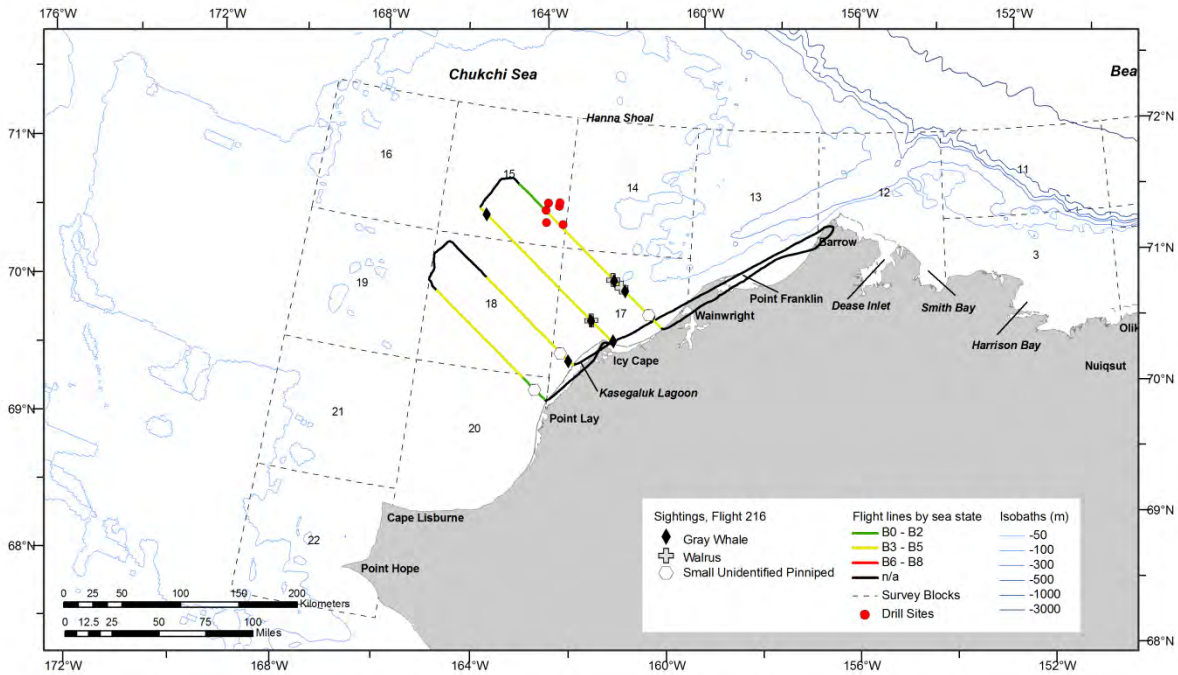 176°W 172°W 168°W 164°W 160°W 156°W 152°W
Chukchi Sea
Bea
72°N
71°N
Hanna Shoal
16
15
14
13
12
11
3
71°N
Barrow
70°N
19
18
17
Point Franklin
Dease Inlet
Smith Bay
Wainwright
Harrison Bay
Olik
Icy Cape
Nuiqsut
Kasegaluk Lagoon
70°N
69°N
21
20
Point Lay
Cape Lisburne
69°N
68°N
22
Point Hope
Sightings, Flight 216
Gray Whale
Walrus
Small Unidentified Pinniped
Flight lines by sea state
B0 - B2
B3 - B5
B6 - B8
n/a
Survey Blocks
Drill Sites
Isobaths (m)
-50
-100
-300
-500
-1000
-3000
0 25 50 100 150 200
Kilometers
0 12.5 25 50 75 100
Miles
68°N
172°W 168°W 164°W 160°W 156°W 152°W